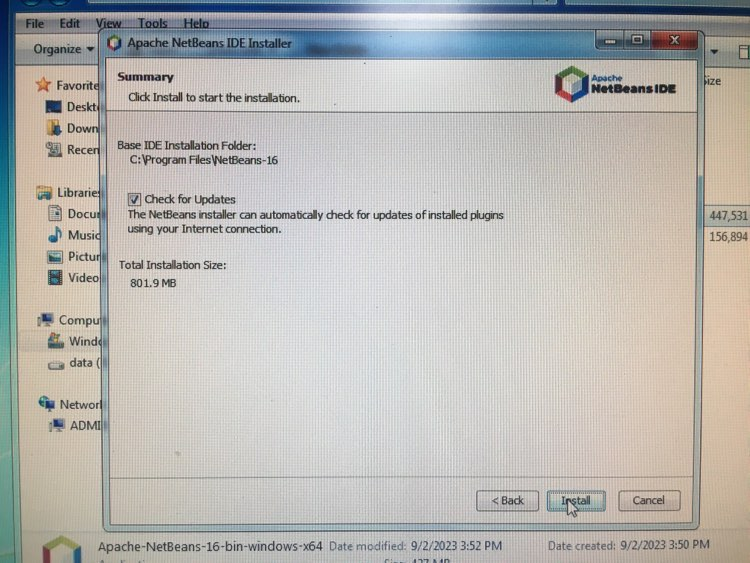 File Edit View Tools Help
Apache NetBeans IDE Installer
Organize
Summary
Click Install to start the installation.
Apache
NetBeans IDE
Favorite
Deskt
Down
Recen
Base IDE Installation Folder:
C:\Program Files\NetBeans-16
Check for Updates
The NetBeans installer can automatically check for updates of installed plugins
using your Internet connection.
Total Installation Size:
801.9 MB
Libraries
Docu
Music
Pictur
Video
447,531
156,894
Comput
Windo
data (
Network
ADMI
< Back
Install
Cancel
Apache-NetBeans-16-bin-windows-x64 Date modified: 9/2/2023 3:52 PM Date created: 9/2/2023 3:50 PM